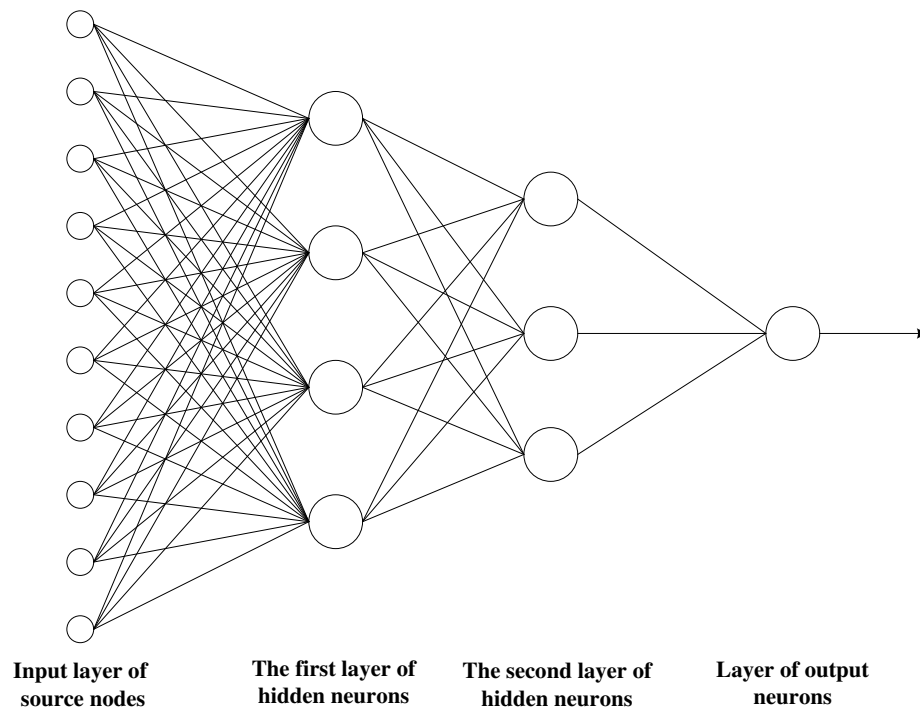 Input layer of
source nodes
The first layer of
hidden neurons
The second layer of
hidden neurons
Layer of output
neurons